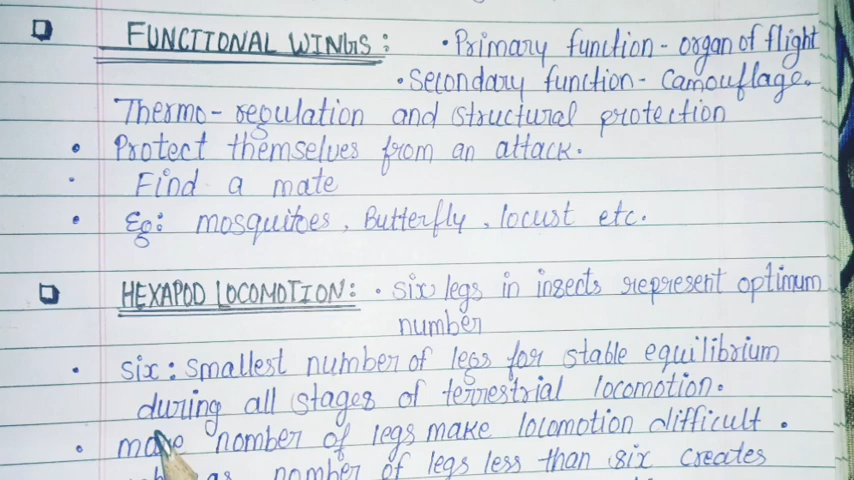 FUNCTIONAL WINGS: • Primary function - organ of flight
• Secondary function - Camouflage.
Thermo-regulation and structural protection
• Protect themselves from an attack.
• Find a mate
• Eg: mosquitoes, Butterfly, locust etc.
HEXAPOD LOCOMOTION: • six legs in insects represent optimum
number
• six: smallest number of legs for stable equilibrium
during all stages of terrestrial locomotion.
• more nomber of legs make locomotion difficult.
as nomber of legs less than six creates